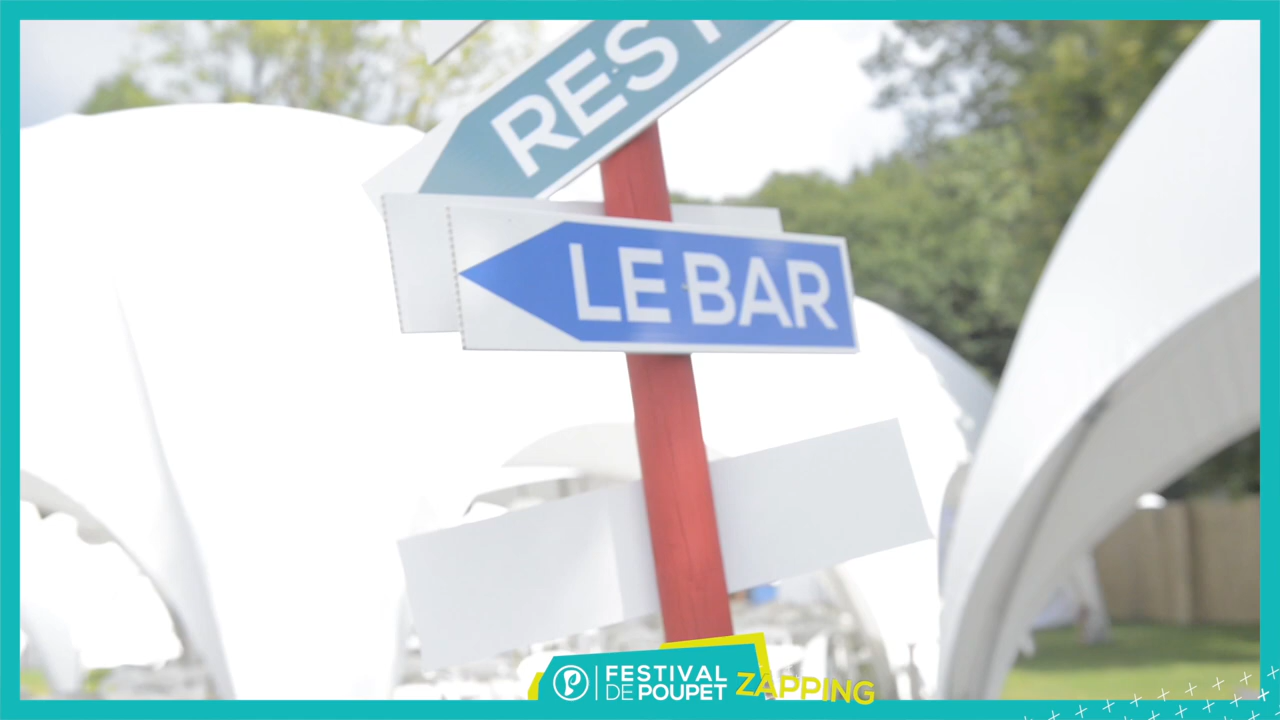 REST
LE BAR
FESTIVAL
DE POUPET
ZAPPING